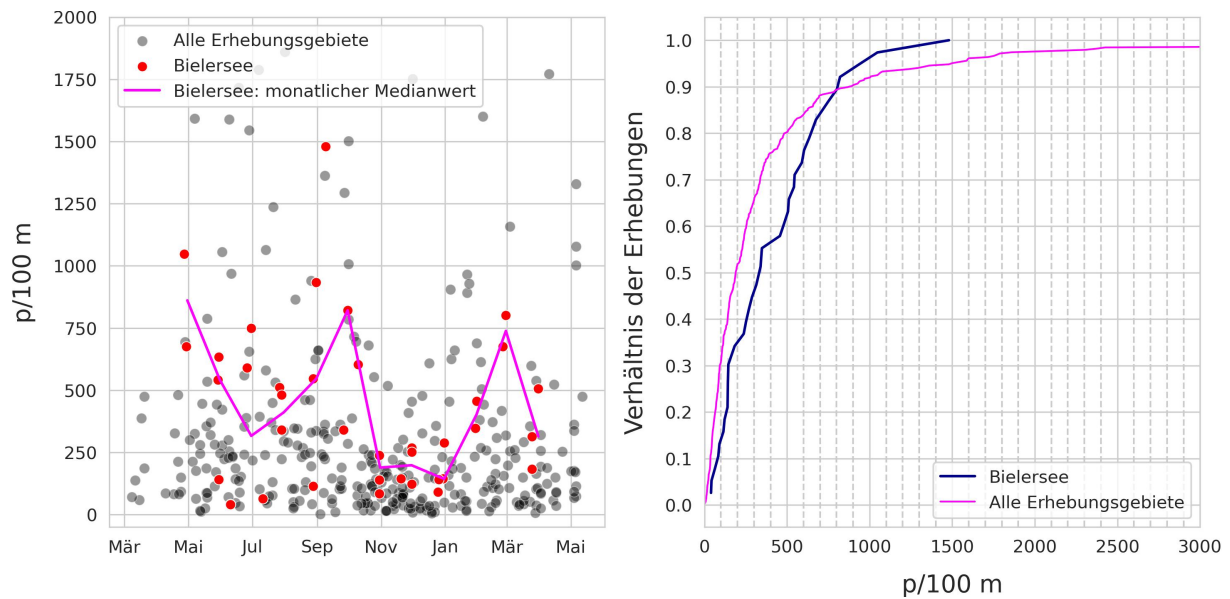 2000
1750
1500
1250
1000
750
500
250
0
p/100 m
Alle Erhebungsgebiete
Bielersee
Bielersee: monatlicher Medianwert
Mär
Mai
Jul
Sep
Nov
Jan
Mär
Mai
1.0
0.9
0.8
0.7
0.6
0.5
0.4
0.3
0.2
0.1
0.0
Verhältnis der Erhebungen
Bielersee
Alle Erhebungsgebiete
0
500
1000
1500
2000
2500
3000
p/100 m